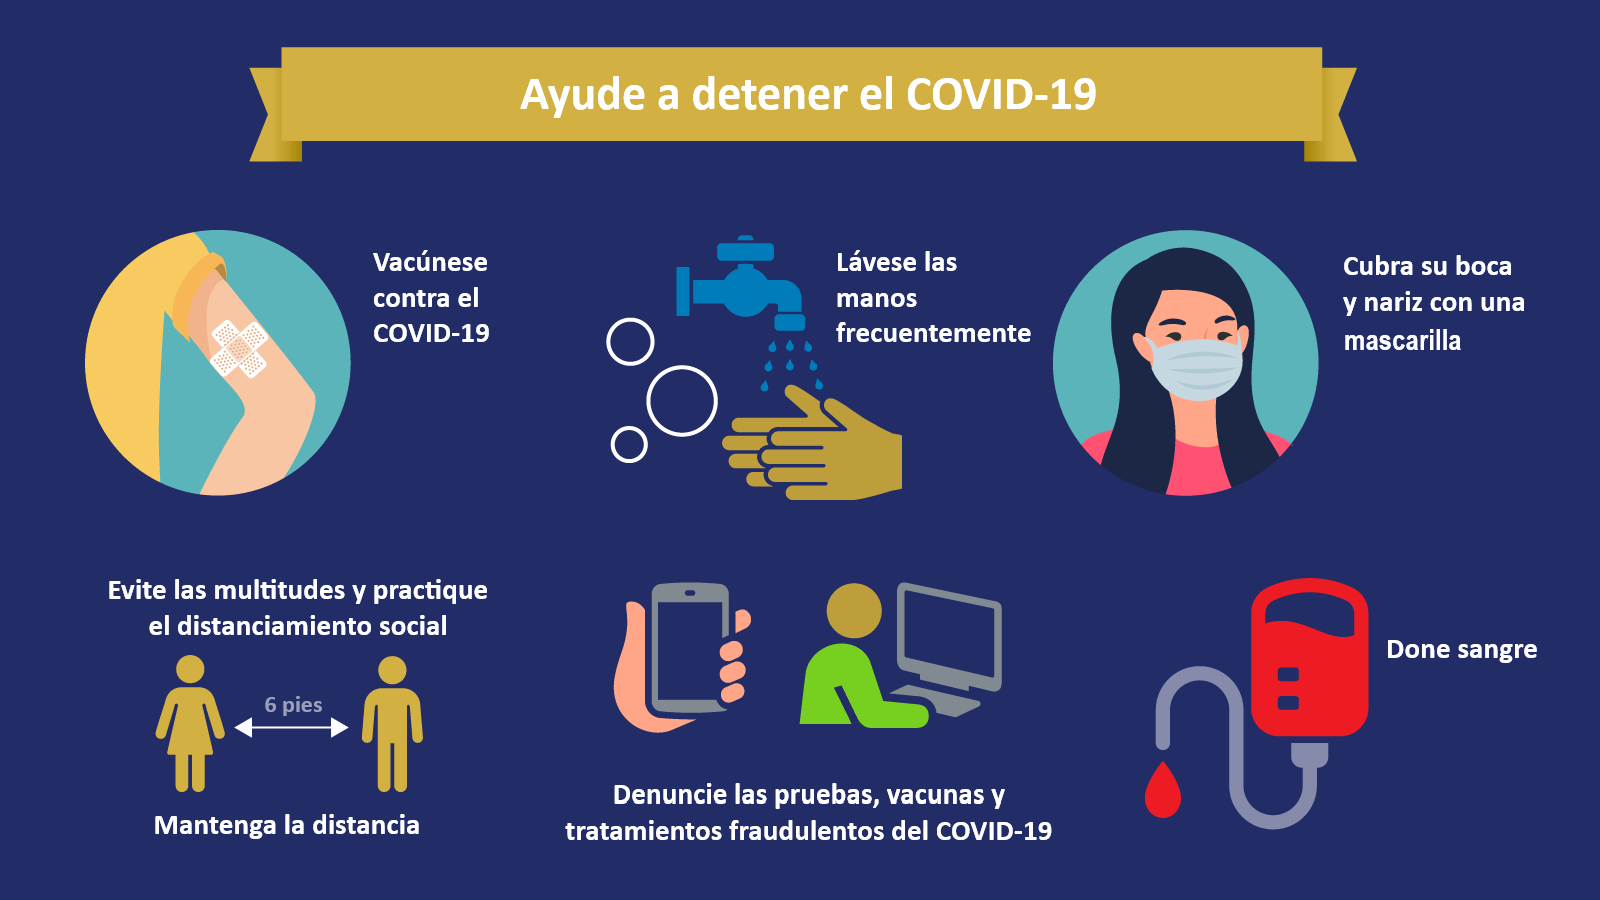 Ayude a detener el COVID-19
Vacúnese
contra el
COVID-19
Lávese las
manos
frecuentemente
Cubra su boca
y nariz con una
mascarilla
Evite las multitudes y practique
el distanciamiento social
6 pies
Mantenga la distancia
Denuncie las pruebas, vacunas y
tratamientos fraudulentos del COVID-19
Done sangre